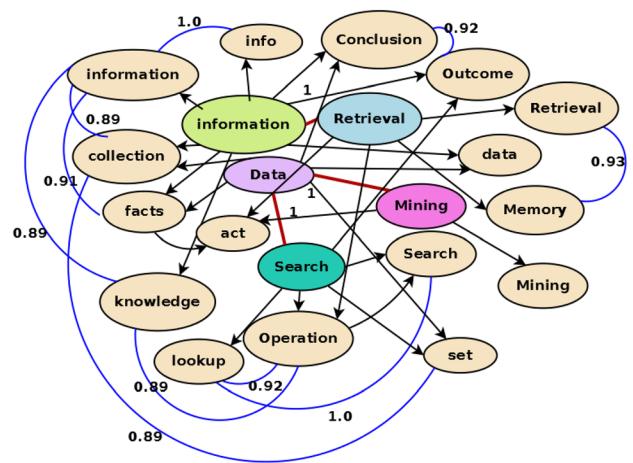 1.0
info
Conclusion
0.92
information
Outcome
1
Retrieval
information
Retrieval
0.89
collection
data
0.93
0.91
Data
1
Mining
Memory
facts
1
act
0.89
Search
Search
Mining
knowledge
Operation
lookup
set
0.89
0.92
1.0
0.89